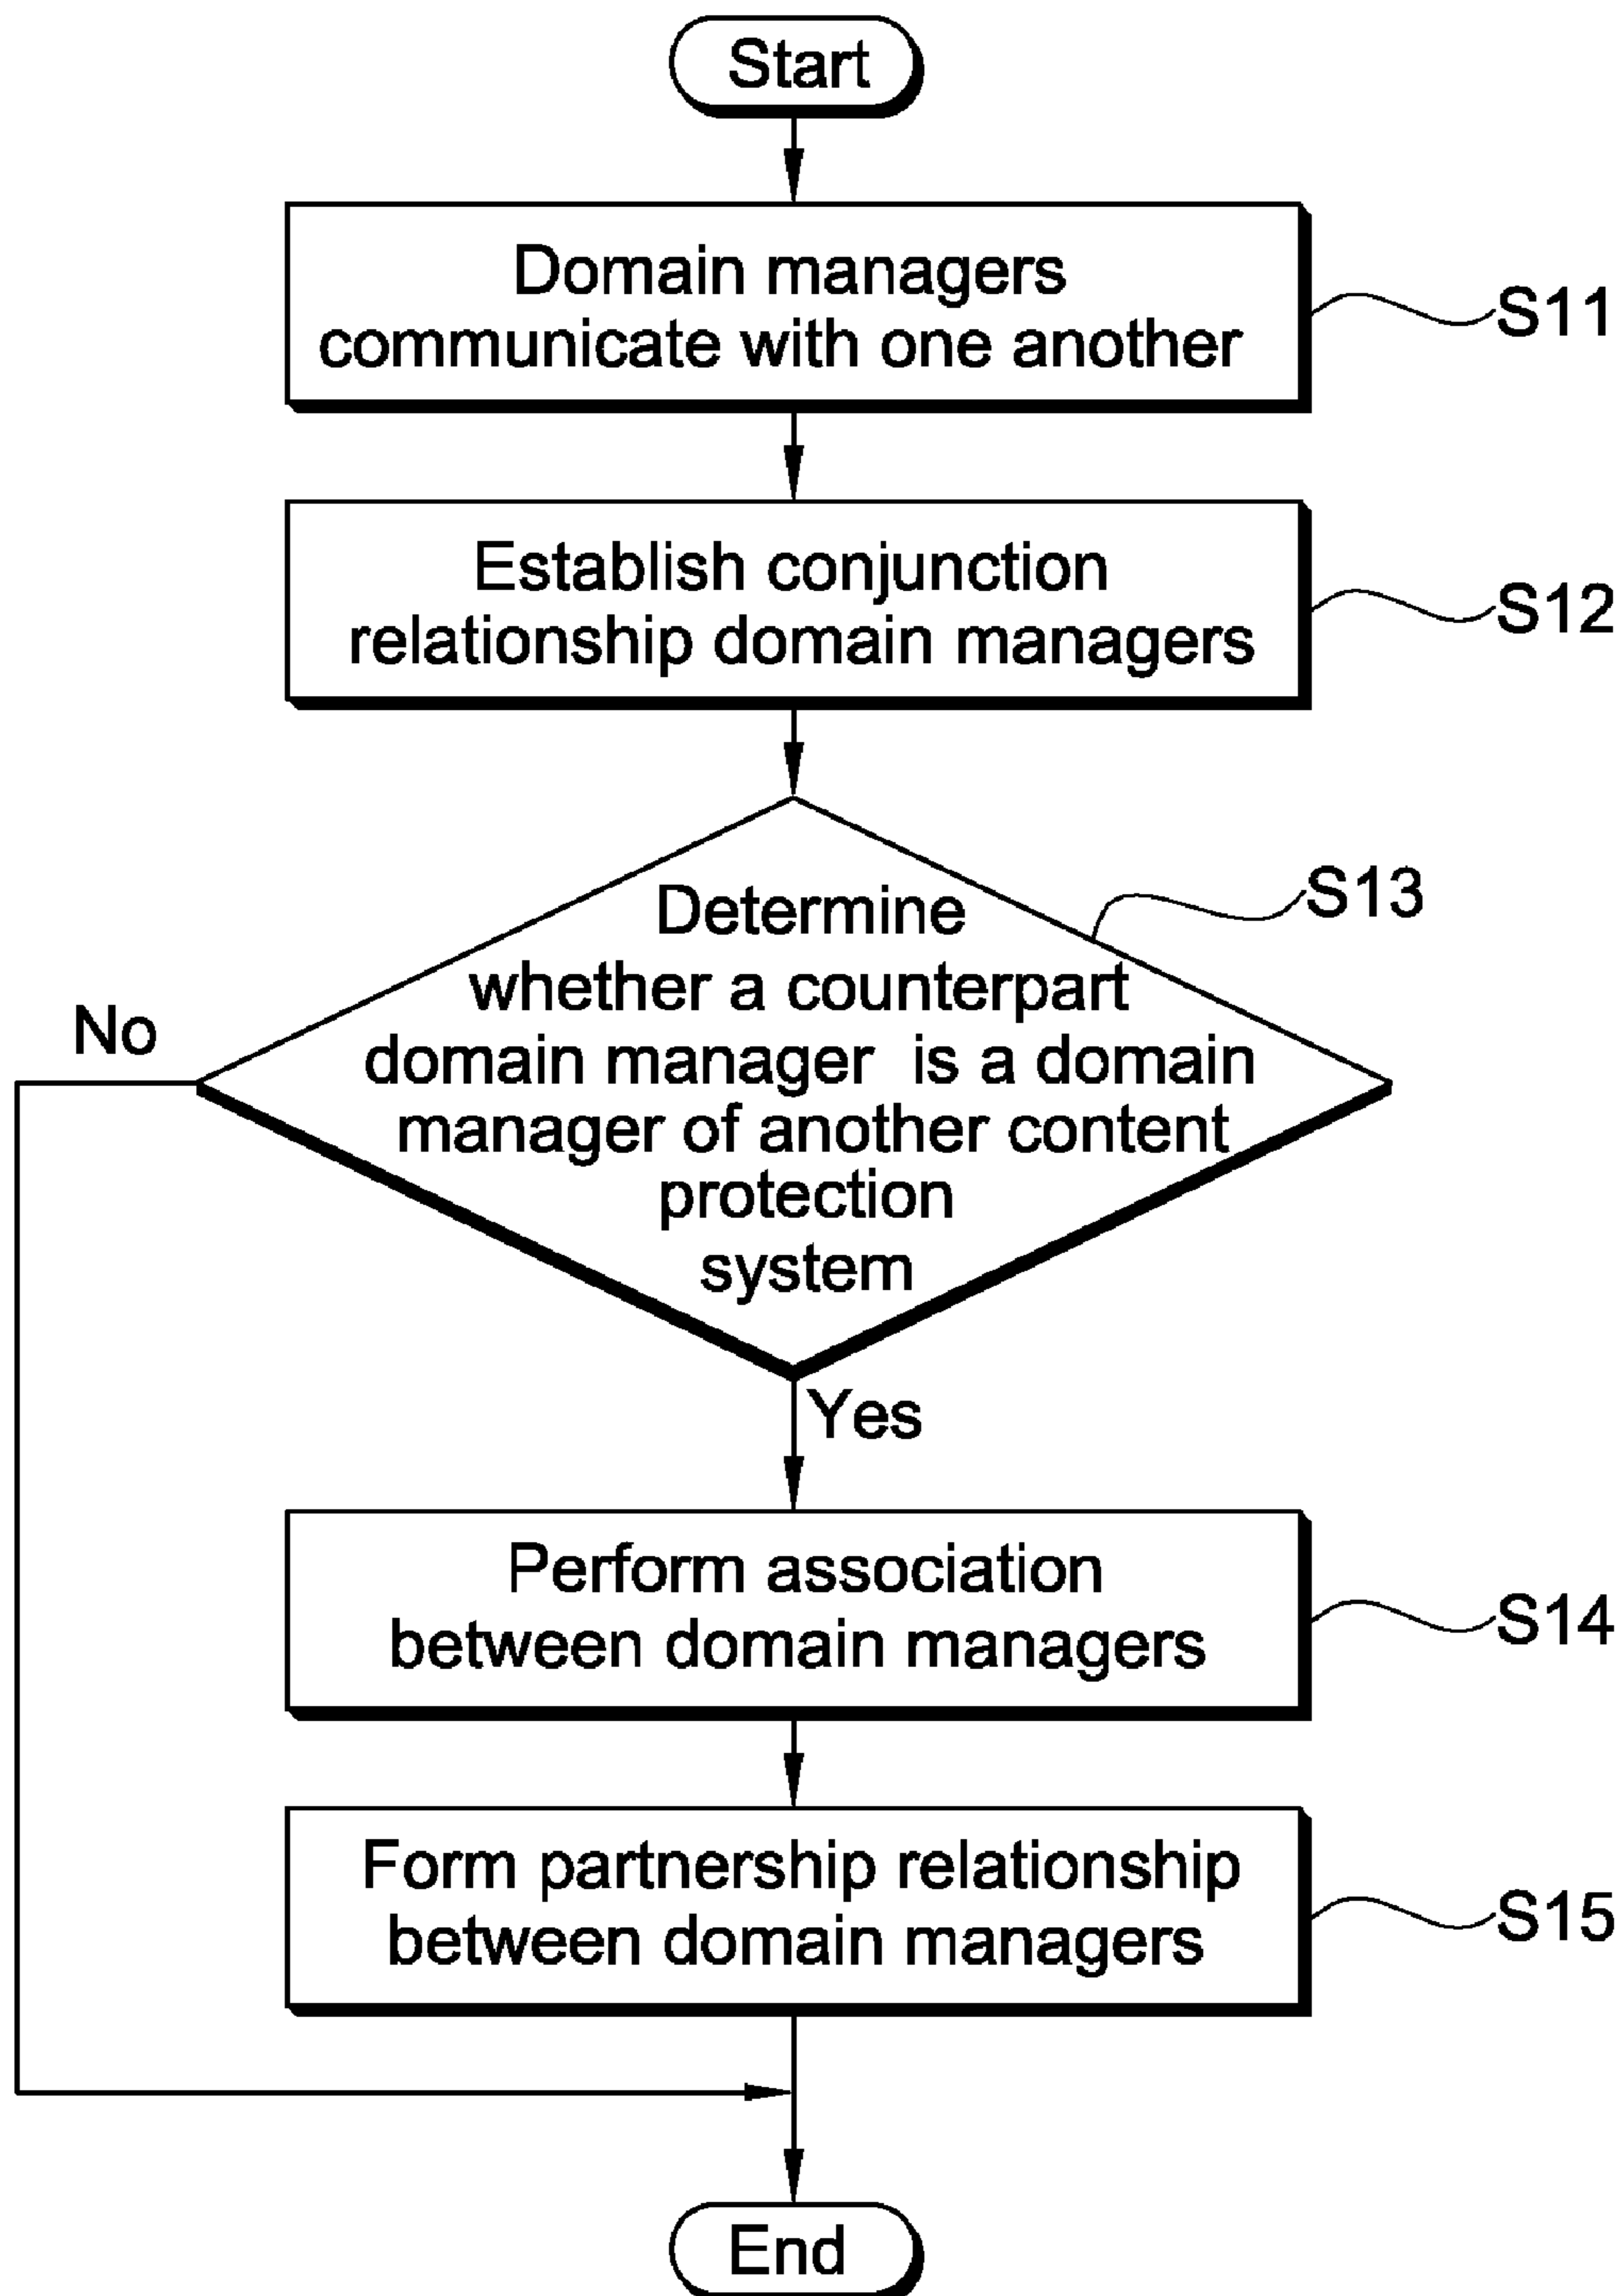 Start
Domain managers
communicate with one another
S11
Establish conjunction
relationship domain managers
S12
Determine
whether a counterpart
domain manager is a domain
manager of another content
protection
system
S13
No
Yes
Perform association
between domain managers
S14
Form partnership relationship
between domain managers
S15
End